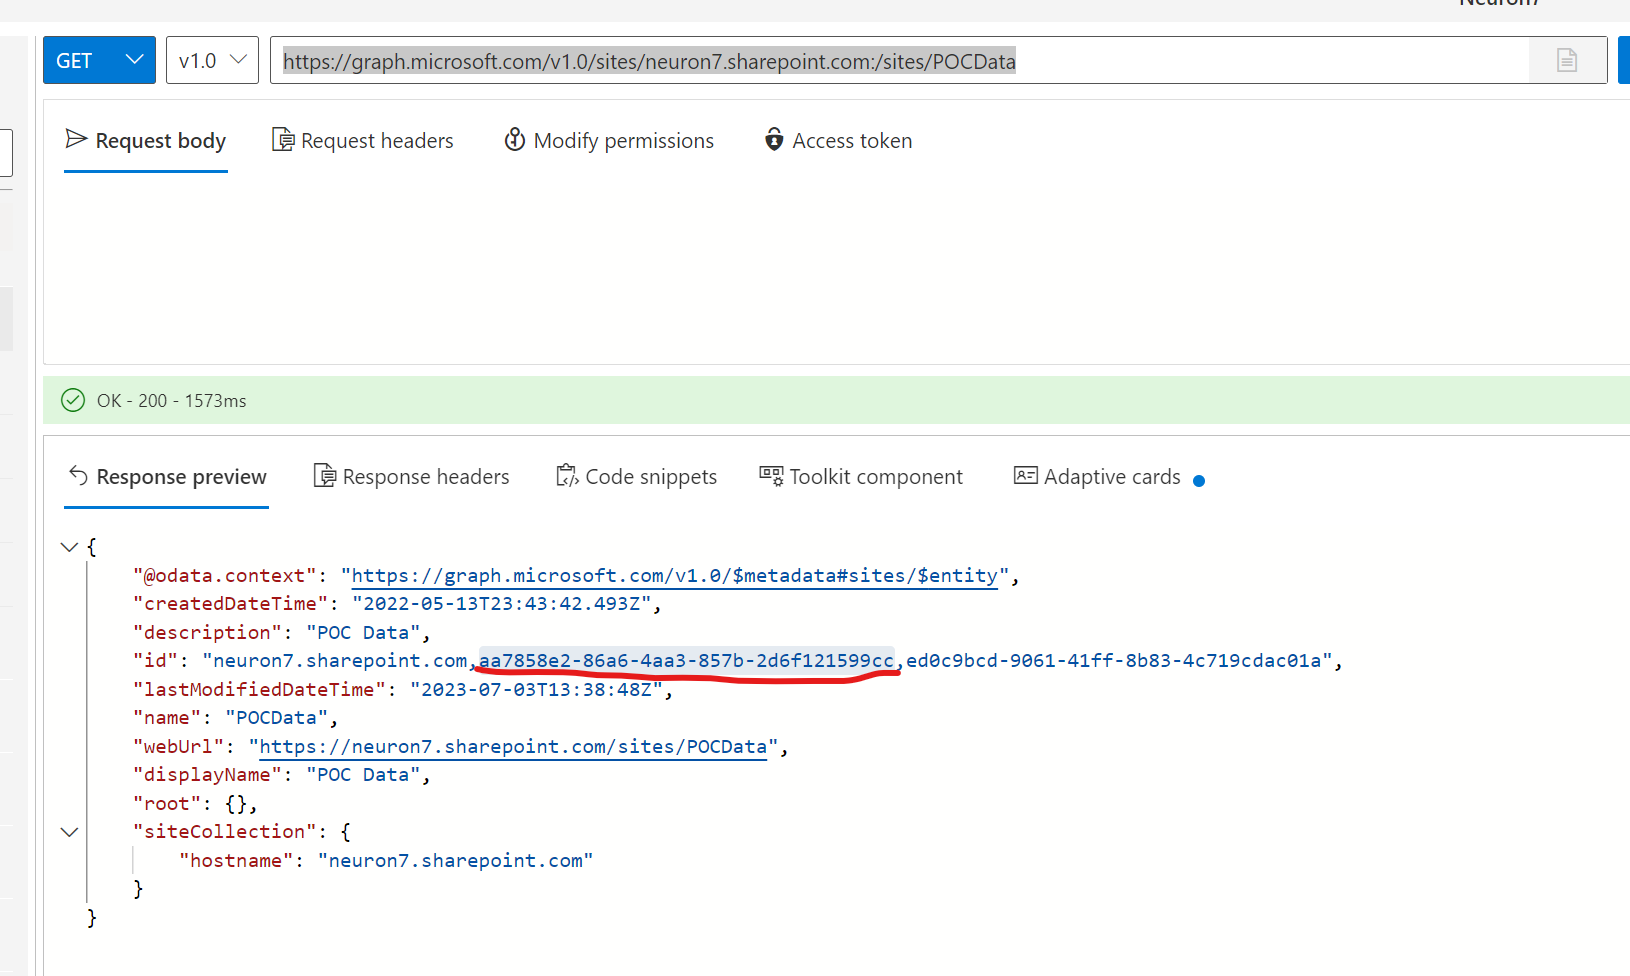 Neuron7
GET
v1.0
https://graph.microsoft.com/v1.0/sites/neuron7.sharepoint.com:/sites/POCData
Request body
Request headers
Modify permissions
Access token
OK - 200 - 1573ms
Response preview
Response headers
Code snippets
Toolkit component
Adaptive cards
{
"@odata.context": "https://graph.microsoft.com/v1.0/$metadata#sites/$entity",
"createdDateTime": "2022-05-13T23:43:42.493Z",
"description": "POC Data",
"id": "neuron7.sharepoint.com,aa7858e2-86a6-4aa3-857b-2d6f121599cc,ed0c9bcd-9061-41ff-8b83-4c719cdac01a",
"lastModifiedDateTime": "2023-07-03T13:38:48Z",
"name": "POCData",
"webUrl": "https://neuron7.sharepoint.com/sites/POCData",
"displayName": "POC Data",
"root": {},
"siteCollection": {
"hostname": "neuron7.sharepoint.com"
}
}